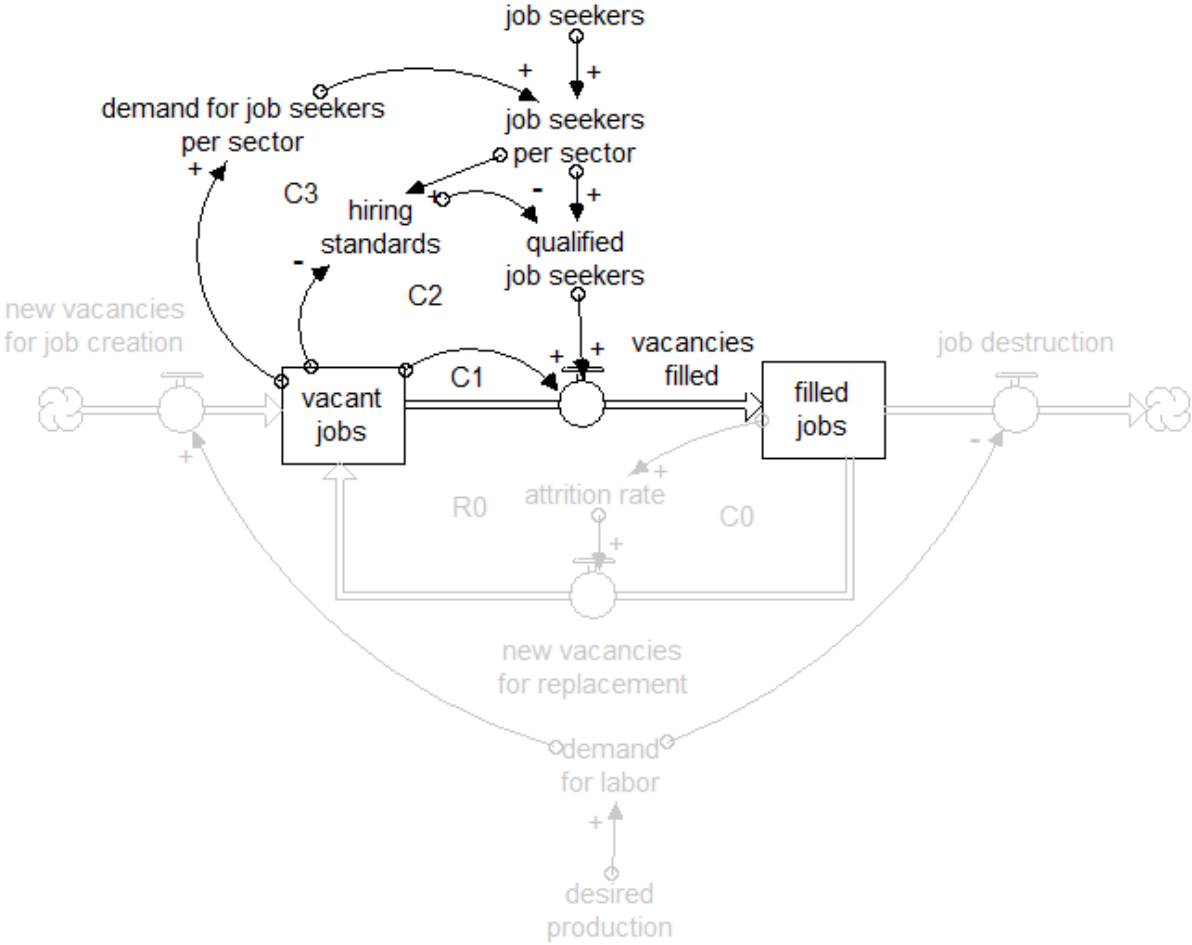 job seekers
+
+
+
demand for job seekers
per sector
job seekers
per sector
+
C3
+
-
+
hiring
standards
qualified
job seekers
-
C2
new vacancies
for job creation
vacancies
filled
job destruction
+
+
C1
vacant
jobs
filled
jobs
+
-
+
attrition rate
R0
C0
+
new vacancies
for replacement
demand
for labor
+
desired
production